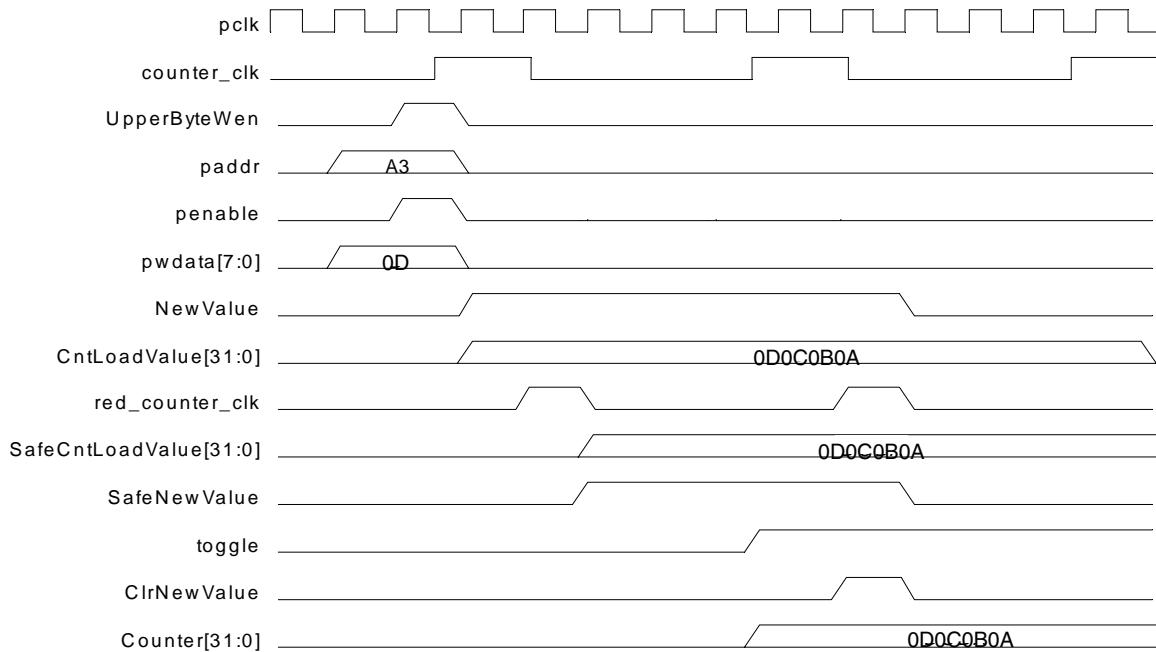 pclk
counter_clk
UpperByteWen
paddr
A3
penable
pwdata[7:0]
0D
NewValue
CntLoadValue[31:0]
0D0C0B0A
red_counter_clk
SafeCntLoadValue[31:0]
0D0C0B0A
SafeNewValue
toggle
ClrNewValue
Counter[31:0]
0D0C0B0A